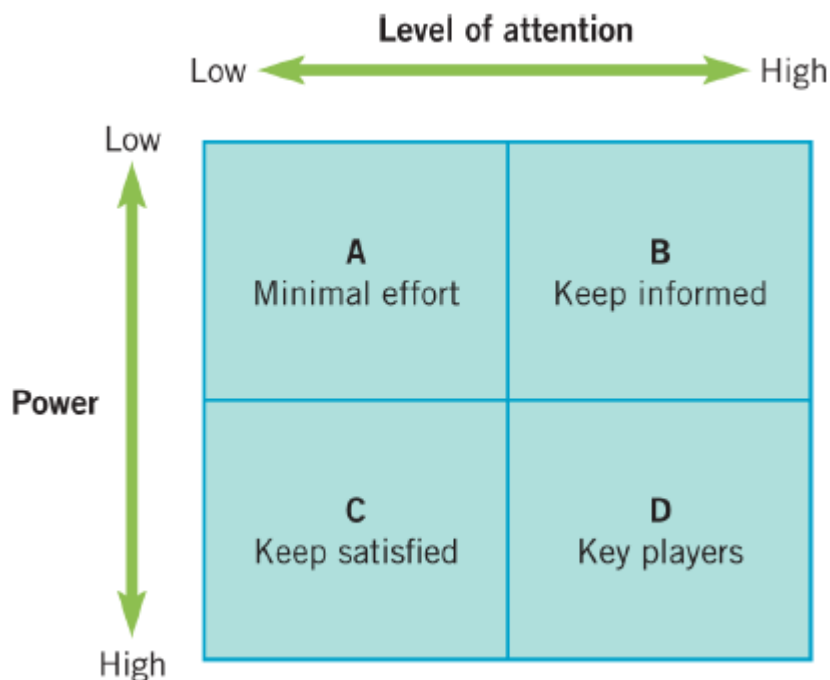 Level of attention
Low
High
Low
A
Minimal effort
B
Keep informed
Power
C
Keep satisfied
D
Key players
High